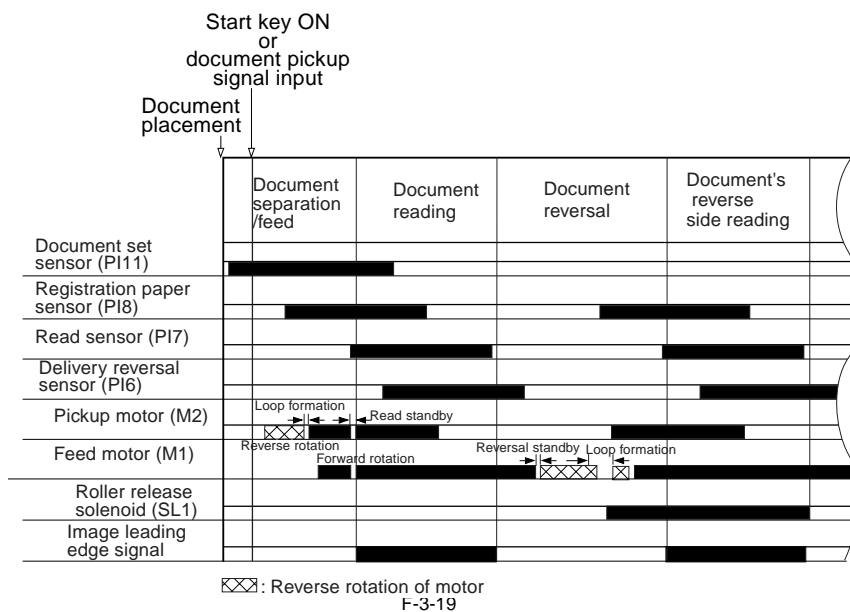 Start key ON
or
document pickup
signal input
Document
placement
Document
separation
/feed
Document
reading
Document
reversal
Document's
reverse
side reading
Document set
sensor (PI11)
Registration paper
sensor (PI8)
Read sensor (PI7)
Delivery reversal
sensor (PI6)
Loop formation
Read standby
Pickup motor (M2)
Reverse rotation
Reversal standby
Loop formation
Feed motor (M1)
Forward rotation
Roller release
solenoid (SL1)
Image leading
edge signal
: Reverse rotation of motor
F-3-19